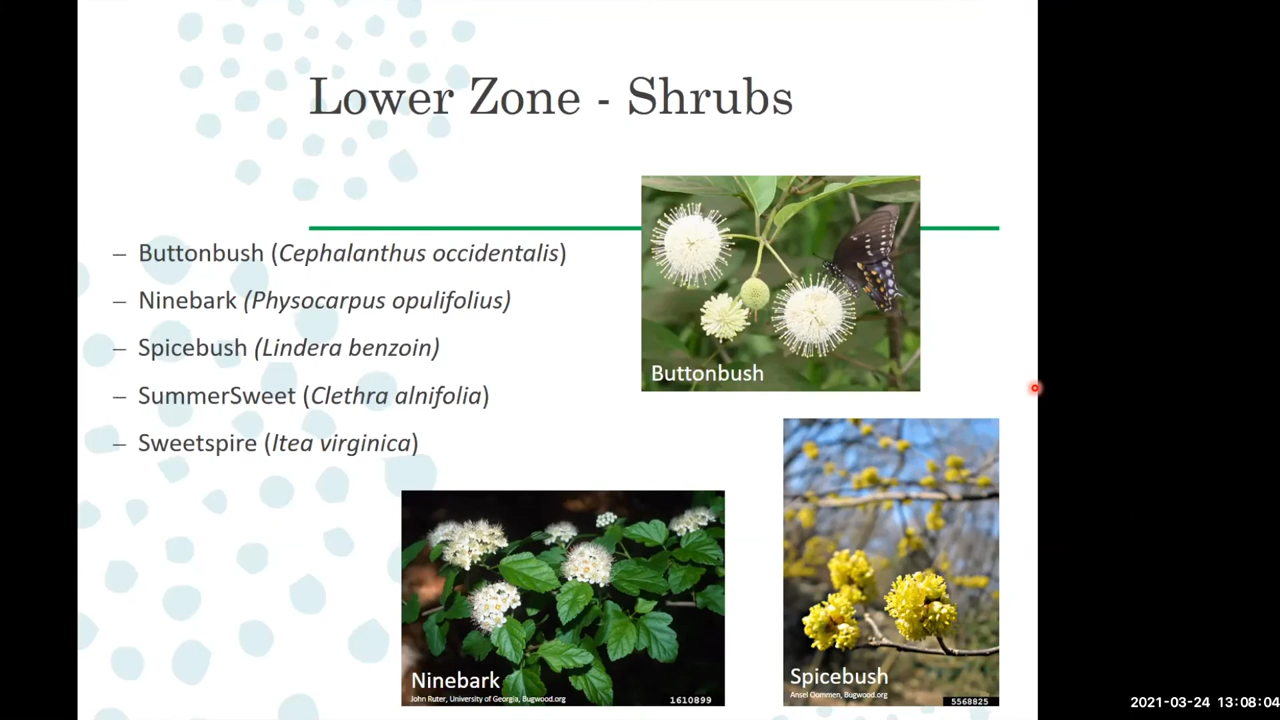 Lower Zone - Shrubs
– Buttonbush (Cephalanthus occidentalis)
– Ninebark (Physocarpus opulifolius)
– Spicebush (Lindera benzoin)
– SummerSweet (Clethra alnifolia)
– Sweetspire (Itea virginica)
Buttonbush
Ninebark
John Ruter, University of Georgia, Bugwood.org
1610899
Spicebush
Ansel Oommen, Bugwood.org
5568825
2021-03-24 13:08:04